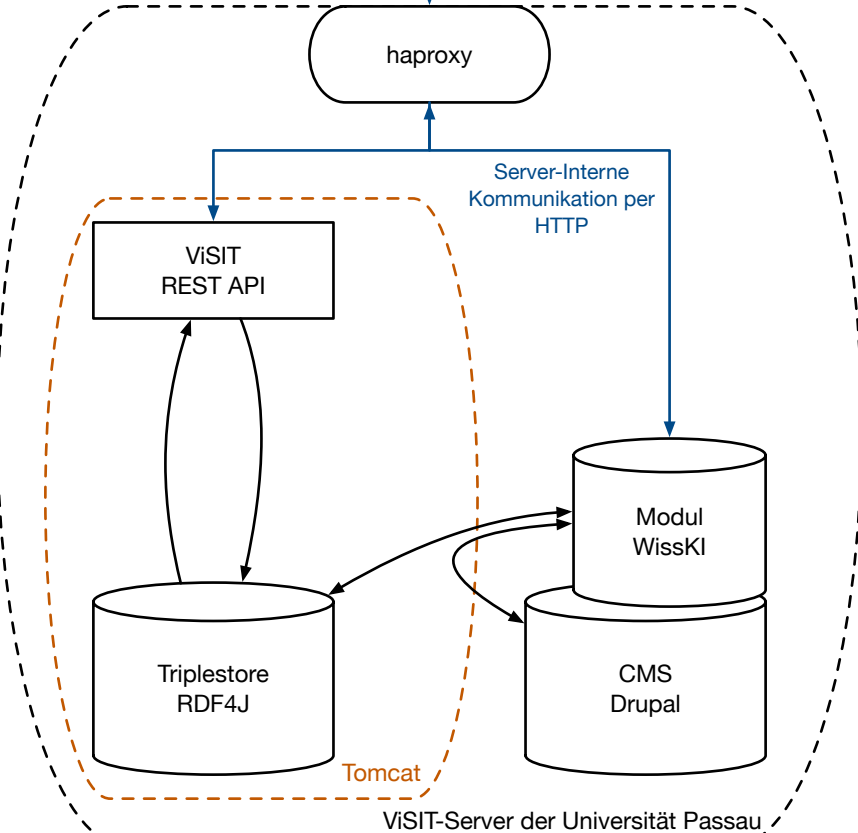 haproxy
Server-Interne
Kommunikation per
HTTP
ViSIT
REST API
Modul
WissKI
Triplestore
RDF4J
CMS
Drupal
Tomcat
ViSIT-Server der Universität Passau